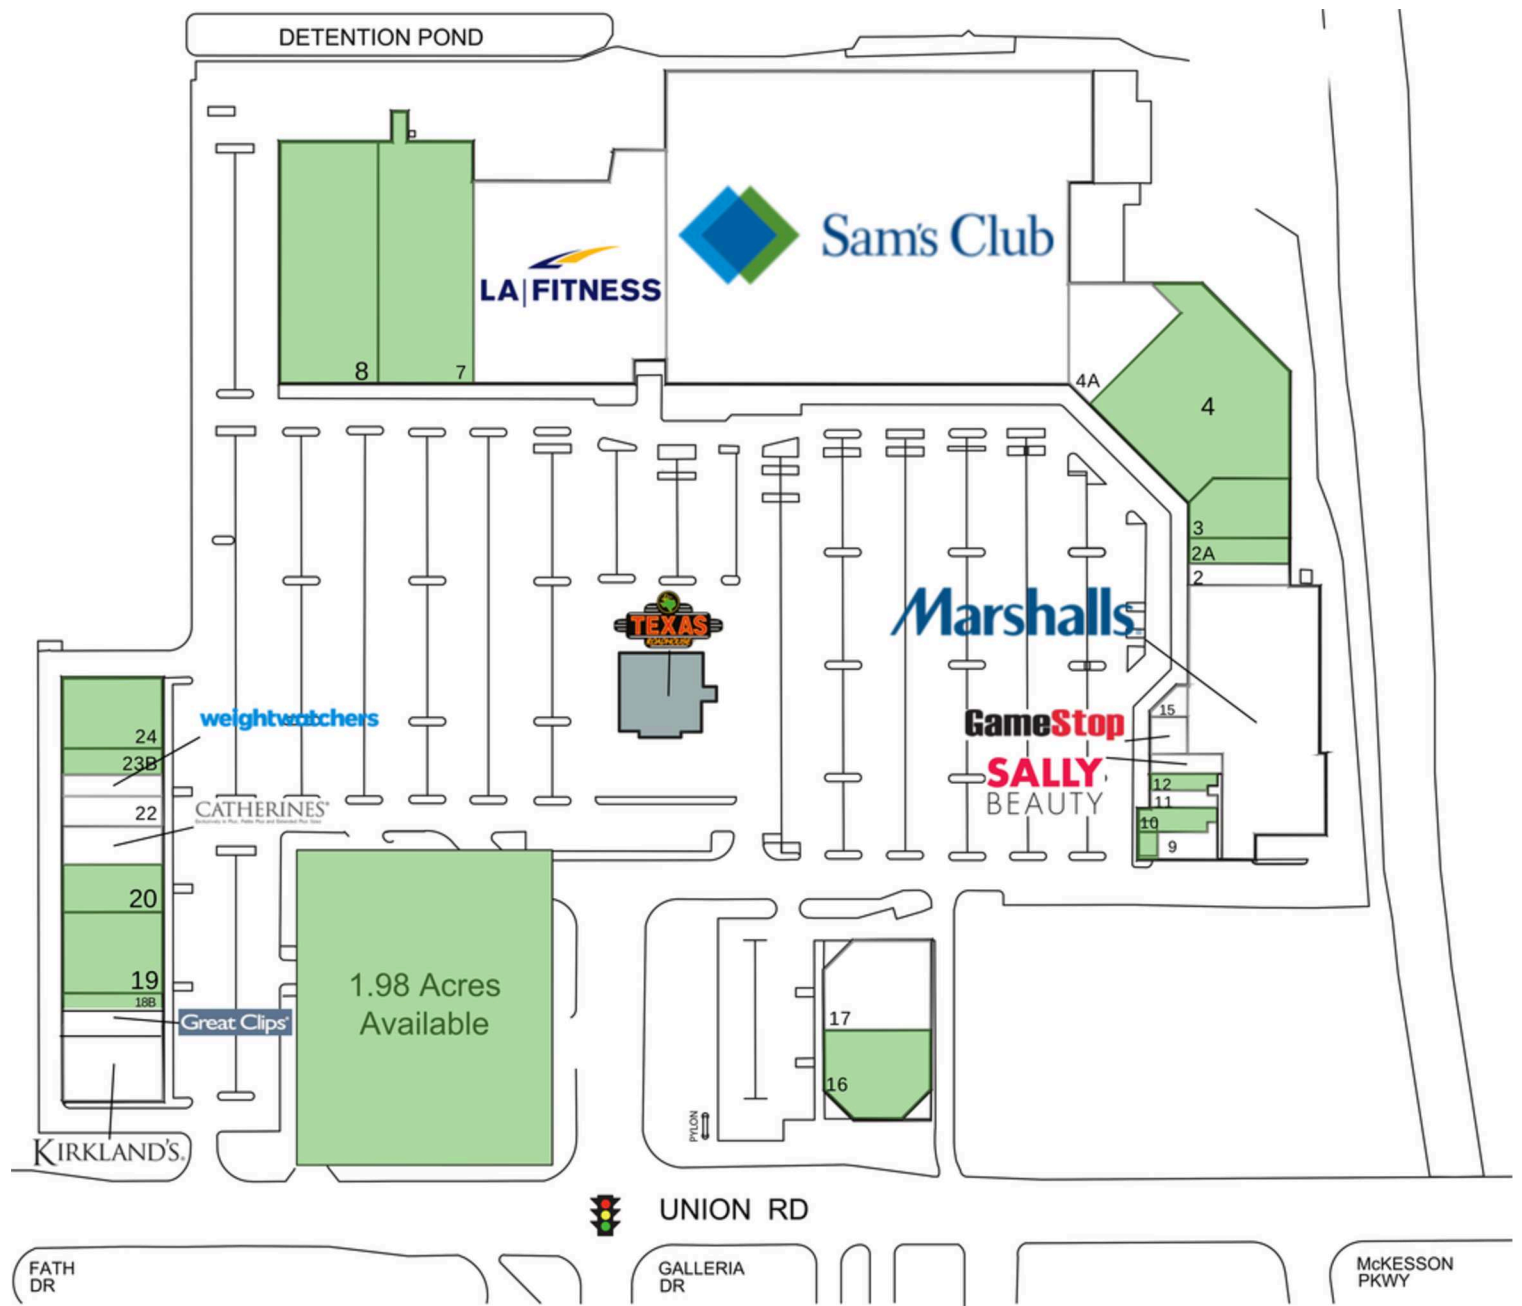 DETENTION POND
Sam's Club
LA|FITNESS
8
7
4A
4
3
2A
2
TEXAS
ROADHOUSE
Marshalls
15
GameStop
SALLY
BEAUTY
12
11
10
9
24
weightwatchers
23B
22
CATHERINES
20
19
18B
Great Clips
KIRKLAND'S
1.98 Acres
Available
17
16
PYLON
UNION RD
FATH
DR
GALLERIA
DR
McKESSON
PKWY